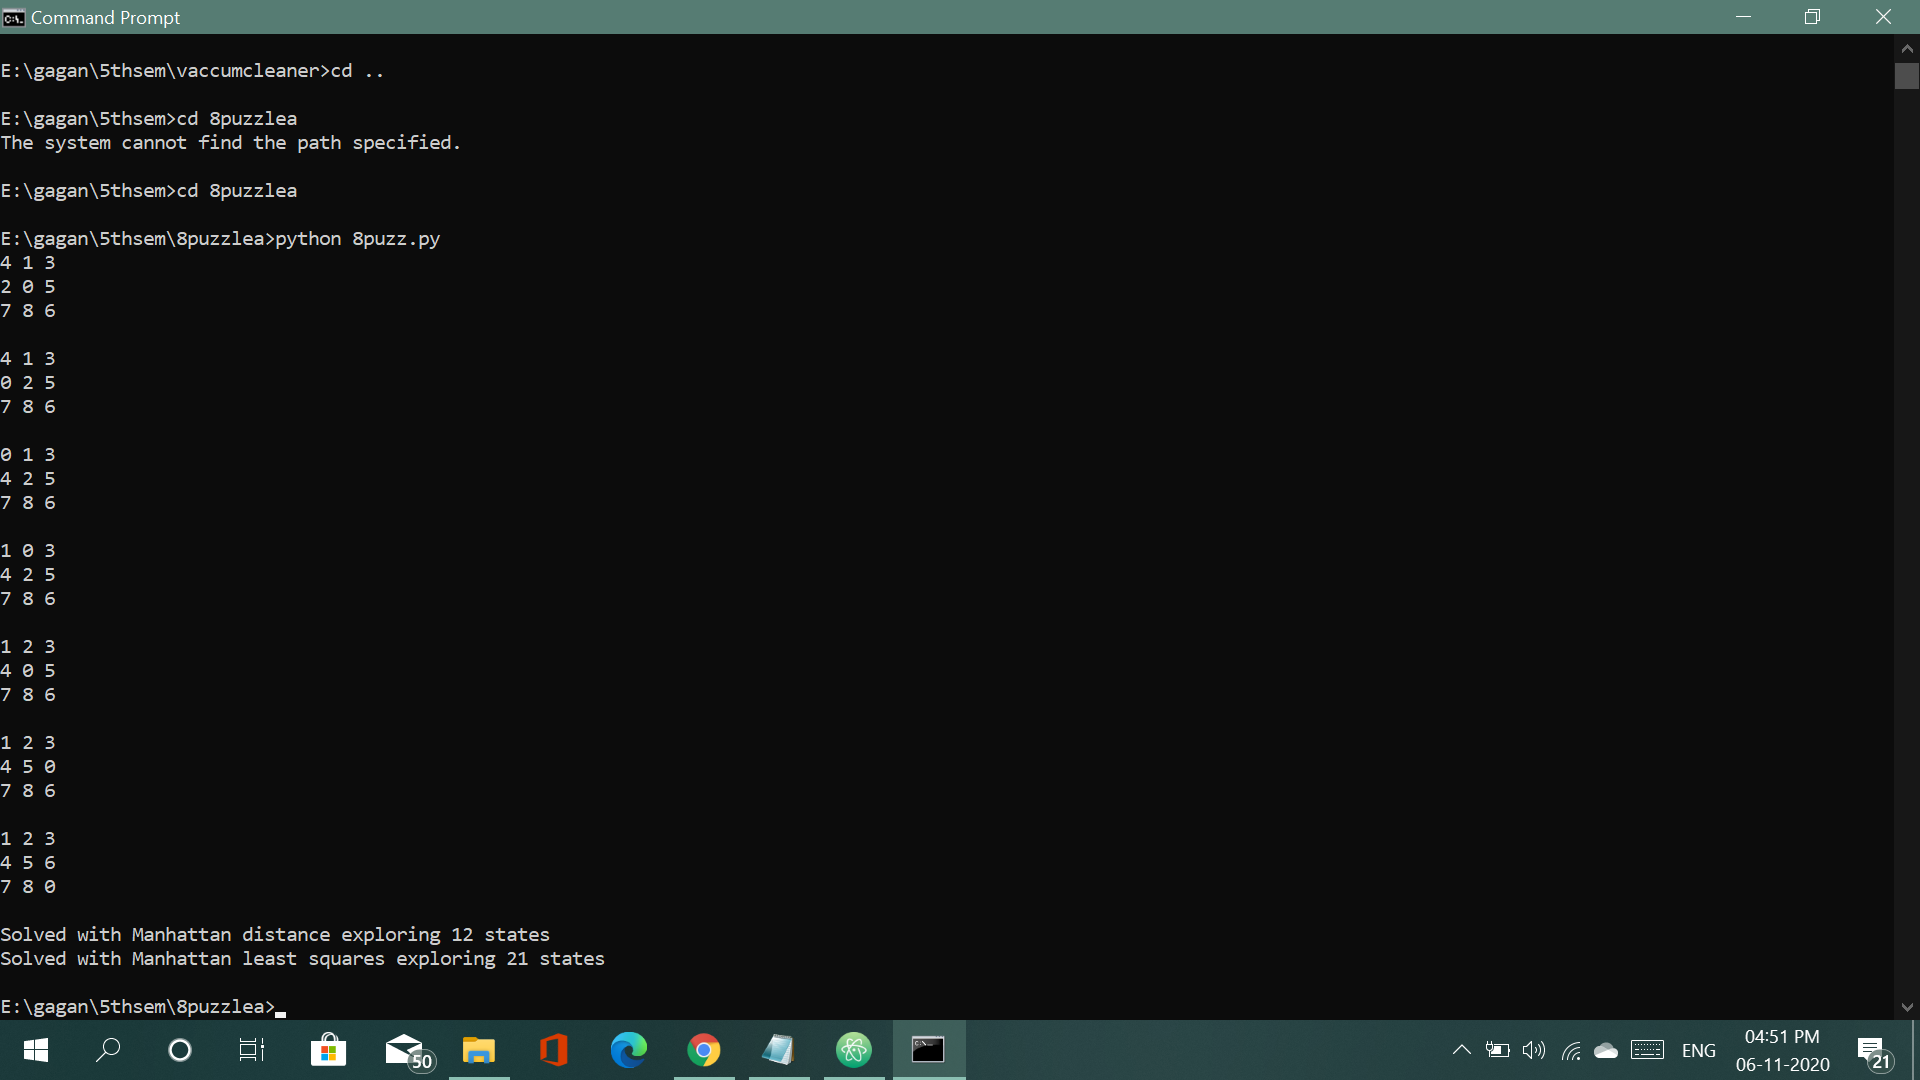 Command Prompt
E:\gagan\5thsem\vaccumcleaner>cd ..
E:\gagan\5thsem>cd 8puzzlea
The system cannot find the path specified.
E:\gagan\5thsem>cd 8puzzlea
E:\gagan\5thsem\8puzzlea>python 8puzz.py
4 1 3
2 0 5
7 8 6
4 1 3
0 2 5
7 8 6
0 1 3
4 2 5
7 8 6
1 0 3
4 2 5
7 8 6
1 2 3
4 0 5
7 8 6
1 2 3
4 5 0
7 8 6
1 2 3
4 5 6
7 8 0
Solved with Manhattan distance exploring 12 states
Solved with Manhattan least squares exploring 21 states
E:\gagan\5thsem\8puzzlea>
50
ENG
04:51 PM
06-11-2020
21